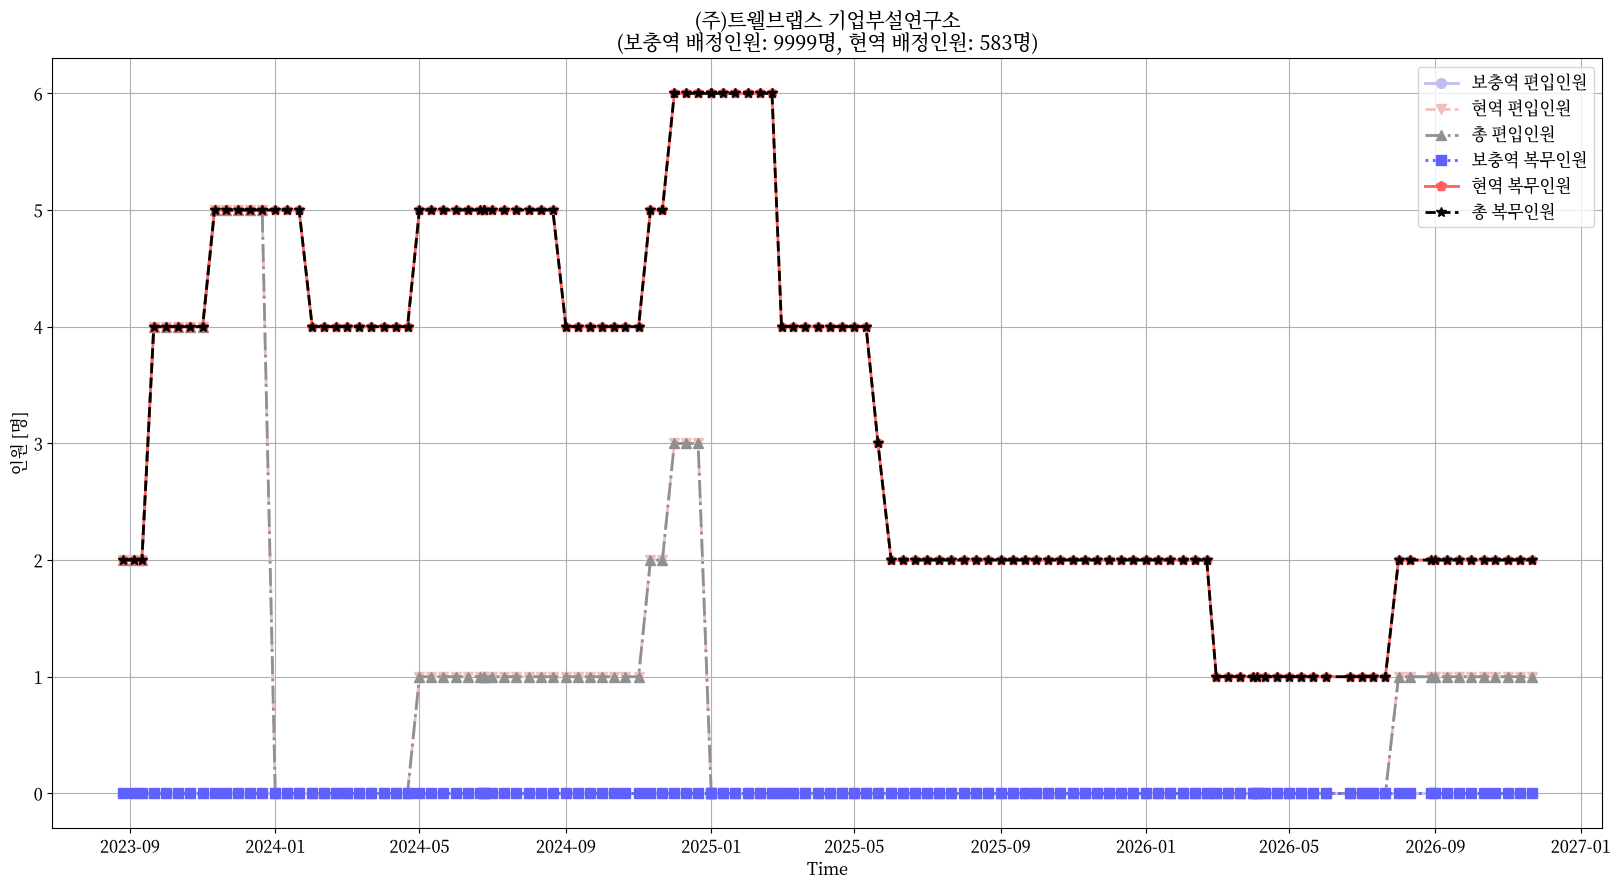 (주)트웰브랩스 기업부설연구소
(보충역 배정인원: 9999명, 현역 배정인원: 583명)
보충역 편입인원
현역 편입인원
총 편입인원
보충역 복무인원
현역 복무인원
총 복무인원
인원 [명]
6
5
4
3
2
1
0
2023-09
2024-01
2024-05
2024-09
2025-01
2025-05
2025-09
2026-01
2026-05
2026-09
2027-01
Time